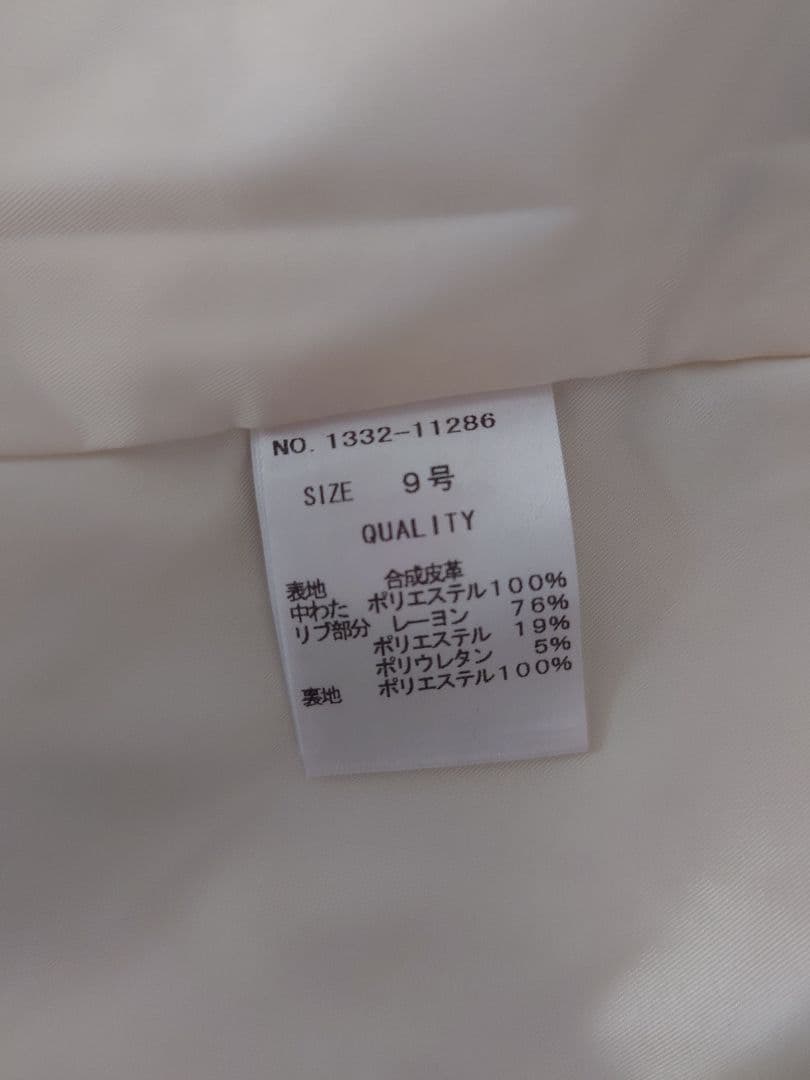 NO. 1332-11286
SIZE 9号
QUALITY
表地 合成皮革
中わた ポリエステル100%
リブ部分 レーヨン 76%
ポリエステル 19%
ポリウレタン 5%
裏地 ポリエステル100%